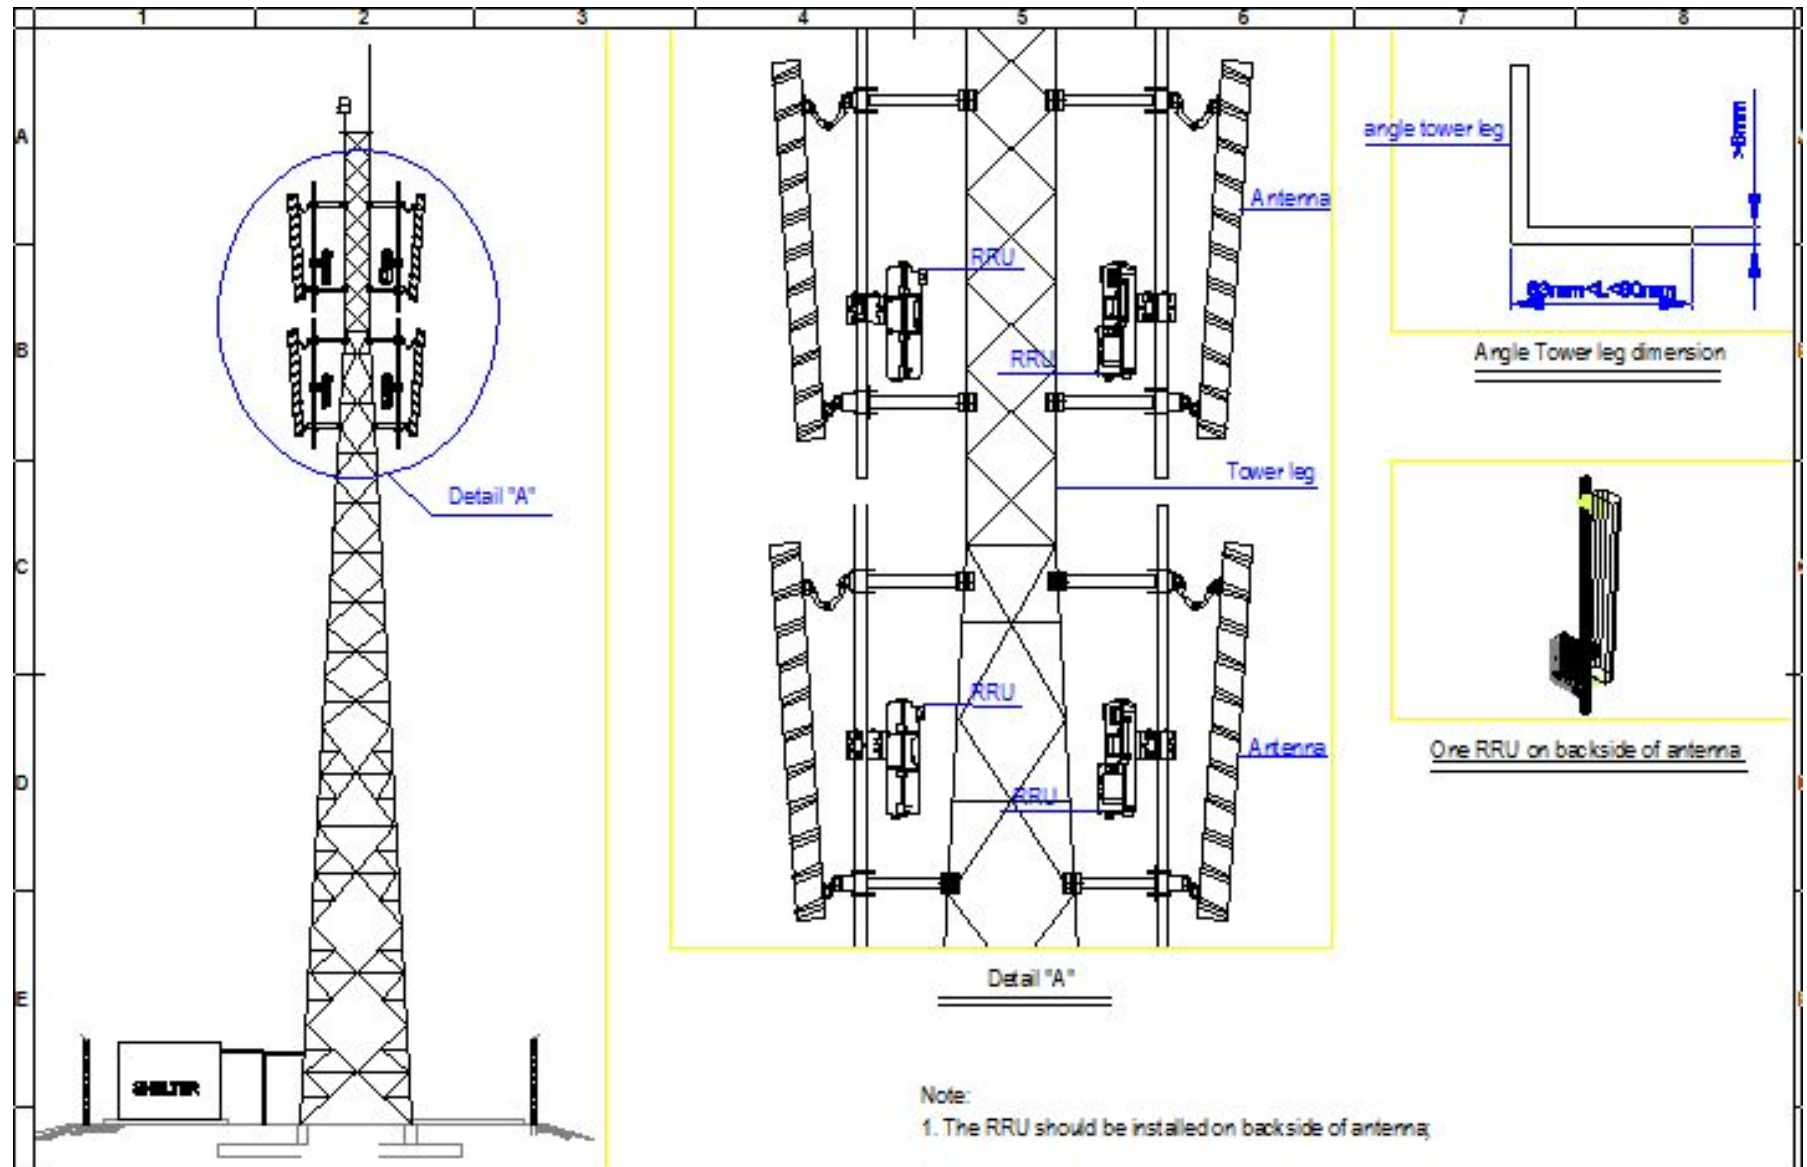 1 2 3 4 5 6 7 8
A
B
C
D
E
Detail "A"
SHELTER
Antenna
RRU
RRU
Tower leg
RRU
Antenna
RRU
Detail "A"
angle tower leg
>6mm
Angle Tower leg dimersion
One RRU on backside of antenna
Note:
1. The RRU should be installed on backside of antenna;